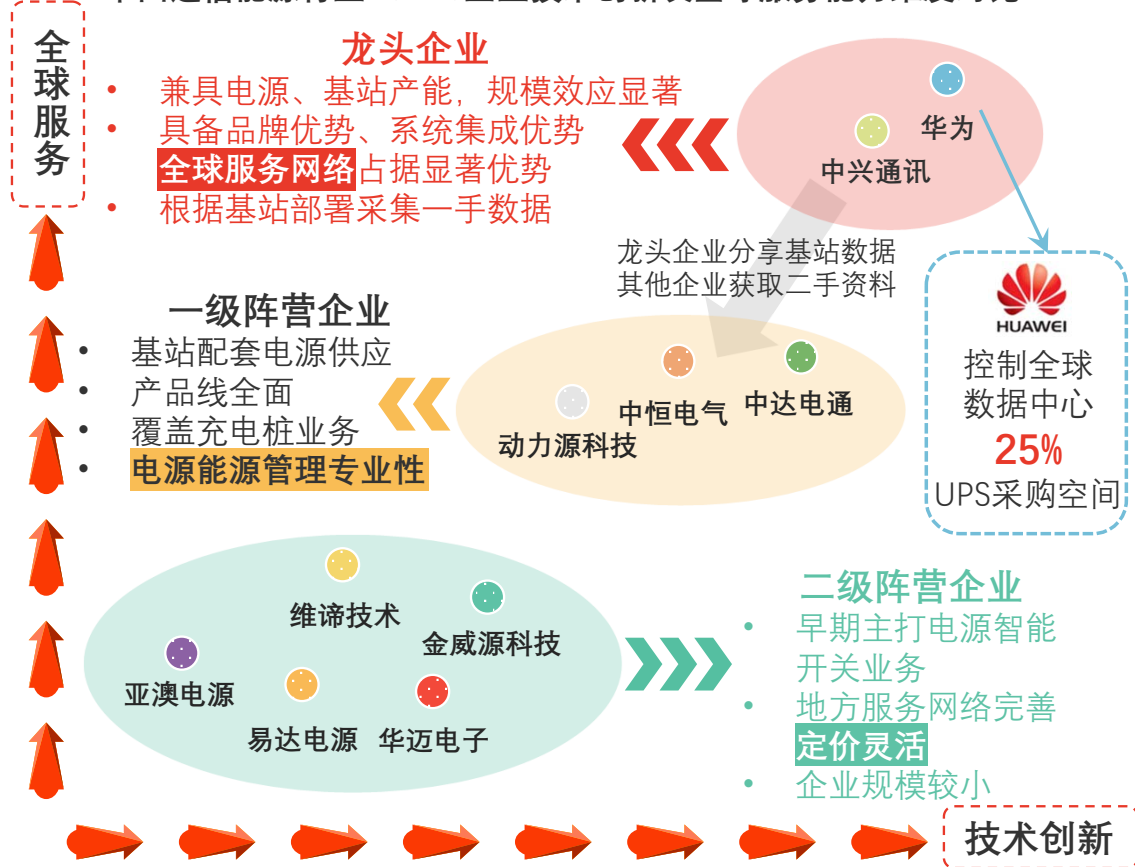 全球服务
龙头企业
• 兼具电源、基站产能，规模效应显著
• 具备品牌优势、系统集成优势
全球服务网络占据显著优势
• 根据基站部署采集一手数据
华为
中兴通讯
龙头企业分享基站数据
其他企业获取二手资料
HUAWEI
控制全球
数据中心
25%
UPS采购空间
一级阵营企业
• 基站配套电源供应
• 产品线全面
• 覆盖充电桩业务
• 电源能源管理专业性
中恒电气
中达电通
动力源科技
维谛技术
金威源科技
亚澳电源
易达电源
华迈电子
二级阵营企业
• 早期主打电源智能
开关业务
• 地方服务网络完善
定价灵活
• 企业规模较小
技术创新